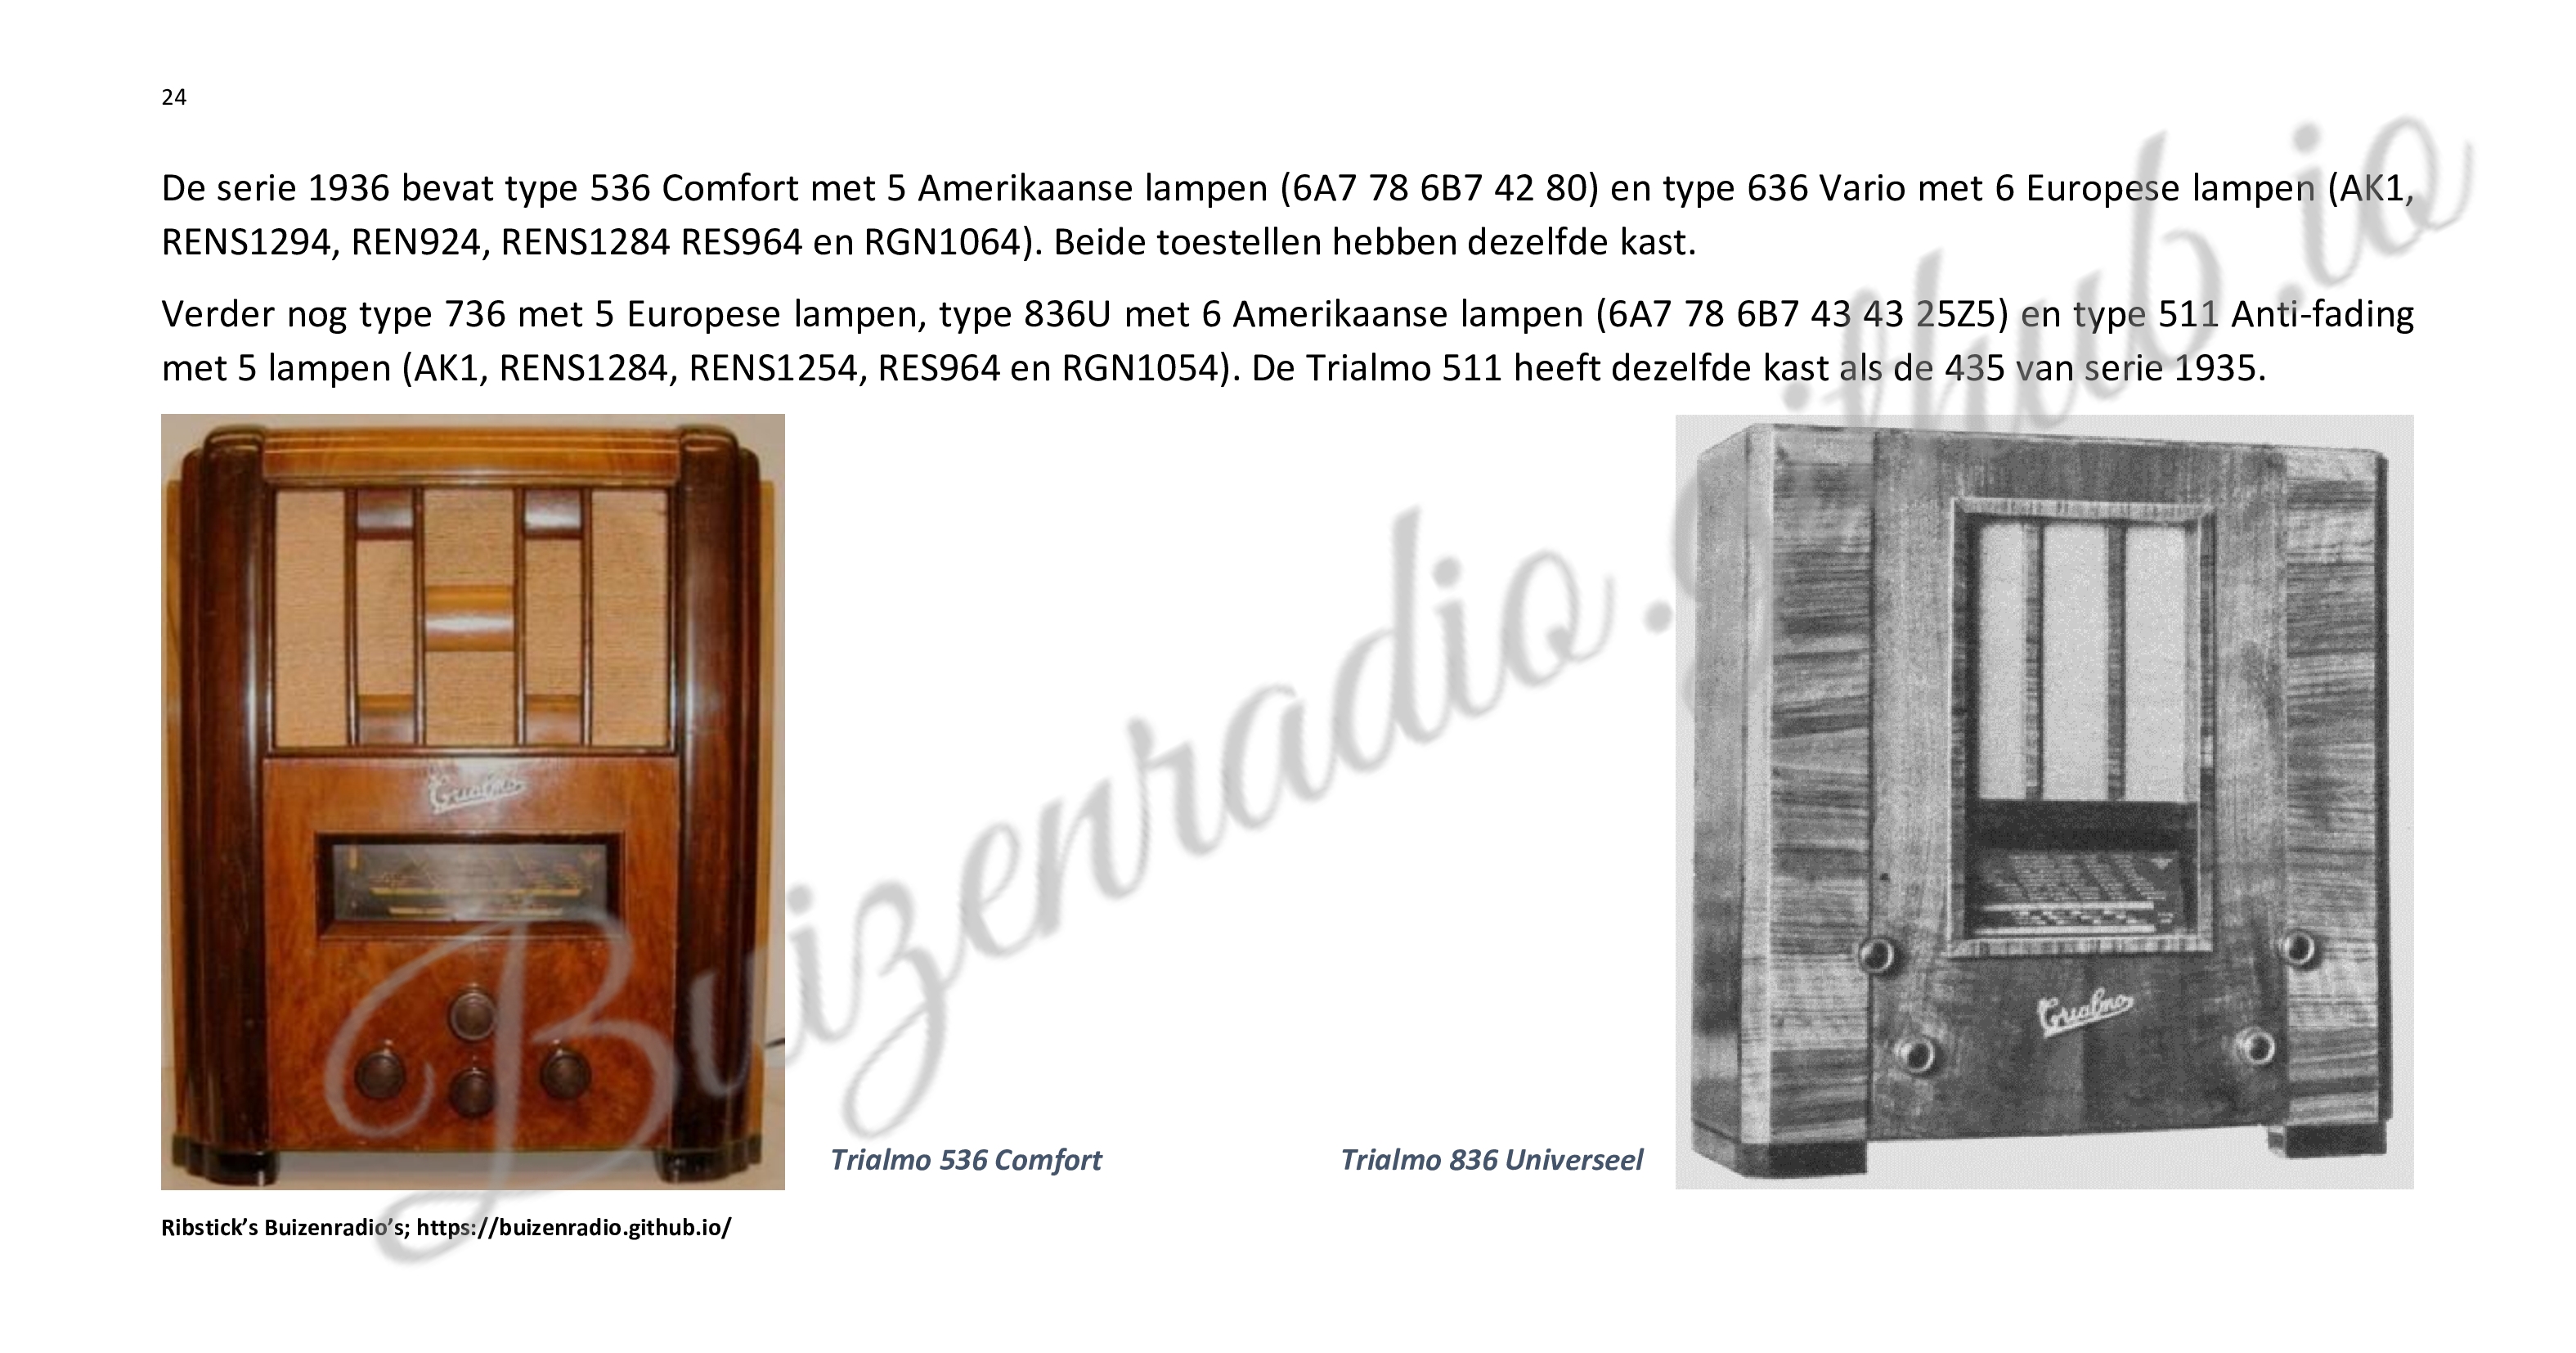 24
De serie 1936 bevat type 536 Comfort met 5 Amerikaanse lampen (6A7 78 6B7 42 80) en type 636 Vario met 6 Europese lampen (AK1,
RENS1294, REN924, RENS1284 RES964 en RGN1064). Beide toestellen hebben dezelfde kast.
Verder nog type 736 met 5 Europese lampen, type 836U met 6 Amerikaanse lampen (6A7 78 6B7 43 43 25Z5) en type 511 Anti-fading
met 5 lampen (AK1, RENS1284, RENS1254, RES964 en RGN1054). De Trialmo 511 heeft dezelfde kast als de 435 van serie 1935.
Trialmo
Trialmo
Trialmo 536 Comfort
Trialmo 836 Universeel
Ribstick’s Buizenradio’s; https://buizenradio.github.io/
Buizenradio.github.io